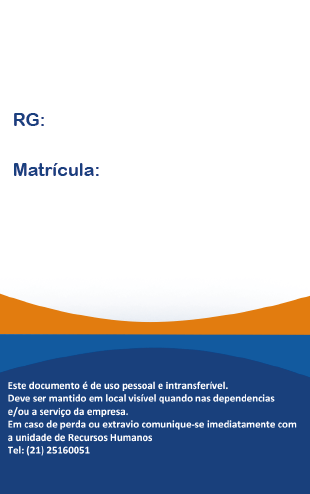 RG:
Matrícula:
Este documento é de uso pessoal e intransferível.
Deve ser mantido em local visível quando nas dependencias
e/ou a serviço da empresa.
Em caso de perda ou extravio comunique-se imediatamente com
a unidade de Recursos Humanos
Tel: (21) 25160051